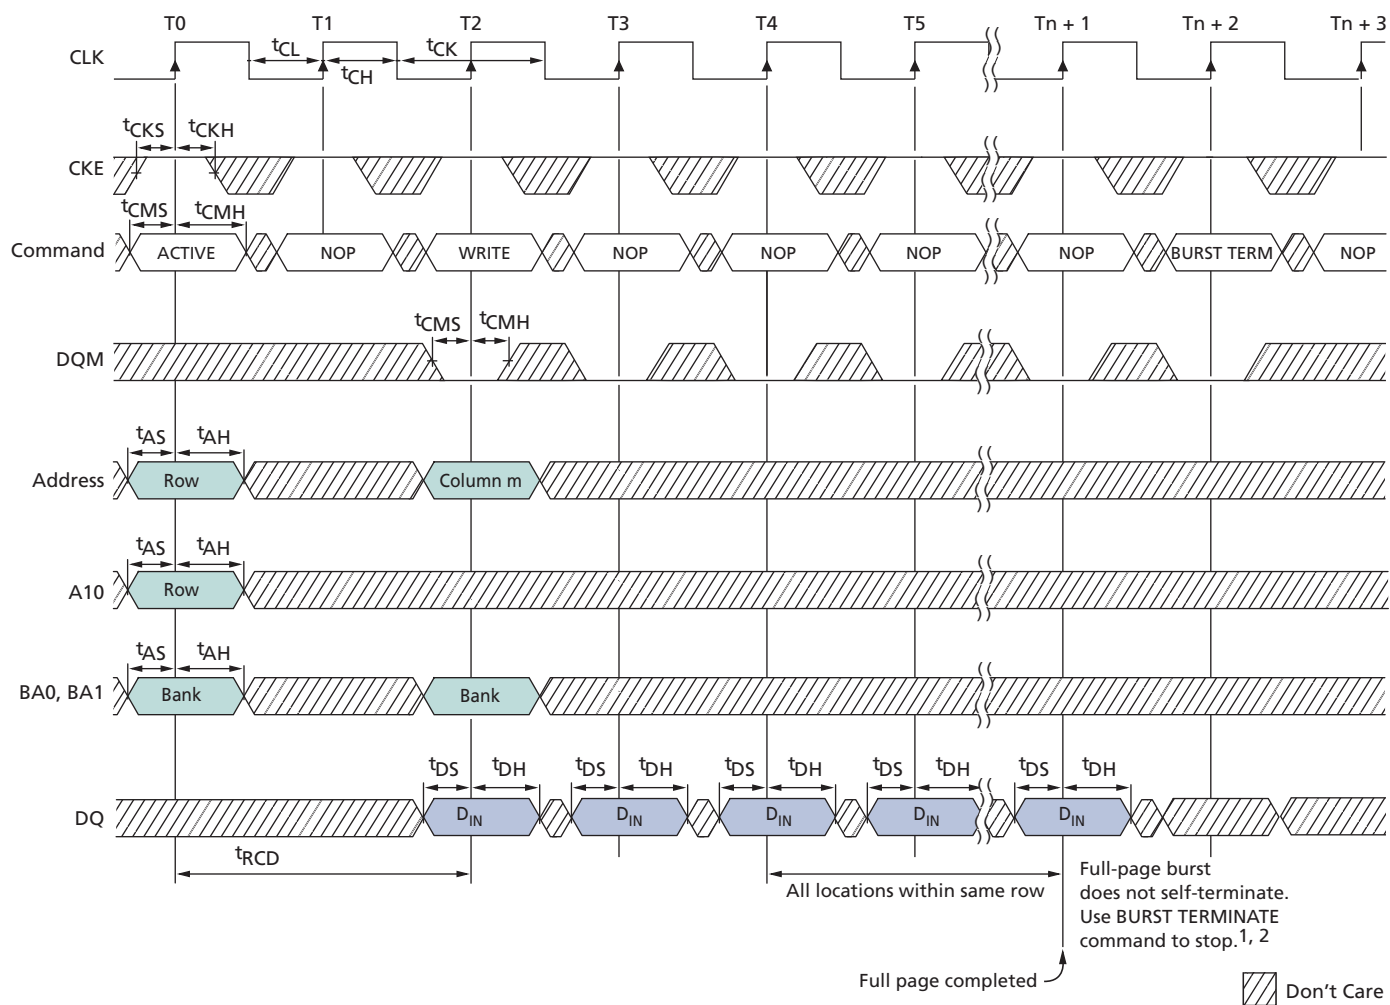 T0 T1 T2 T3 T4 T5 Tn + 1 Tn + 2 Tn + 3
CLK tCL tCH tCK
tCKS tCKH
CKE
tCMS tCMH
Command ACTIVE NOP WRITE NOP NOP NOP NOP BURST TERM NOP
tCMS tCMH
DQM
tAS tAH
Address Row Column m
tAS tAH
A10 Row
tAS tAH
BA0, BA1 Bank Bank
tDS tDH tDS tDH tDS tDH tDS tDH tDS tDH
DQ DIN DIN DIN DIN DIN
tRCD
All locations within same row
Full-page burst
does not self-terminate.
Use BURST TERMINATE
command to stop.1, 2
Full page completed
Don't Care